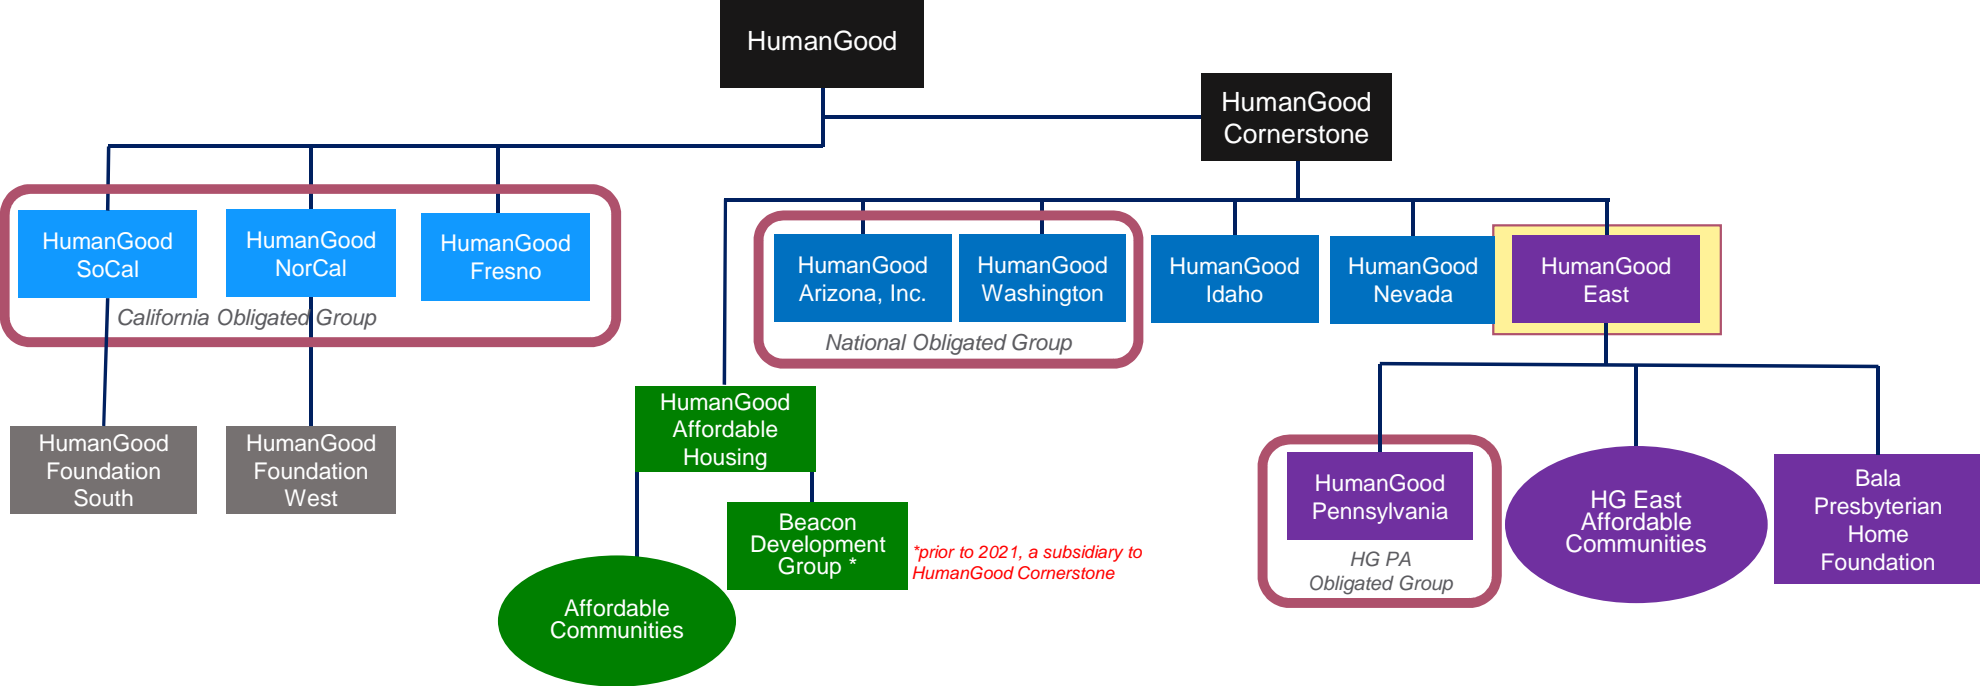 HumanGood
HumanGood
Cornerstone
HumanGood
SoCal
HumanGood
NorCal
HumanGood
Fresno
California Obligated Group
HumanGood
Arizona, Inc.
HumanGood
Washington
National Obligated Group
HumanGood
Idaho
HumanGood
Nevada
HumanGood
East
HumanGood
Foundation
South
HumanGood
Foundation
West
HumanGood
Affordable
Housing
Beacon
Development
Group *
*prior to 2021, a subsidiary to
HumanGood Cornerstone
Affordable
Communities
HumanGood
Pennsylvania
HG PA
Obligated Group
HG East
Affordable
Communities
Bala
Presbyterian
Home
Foundation